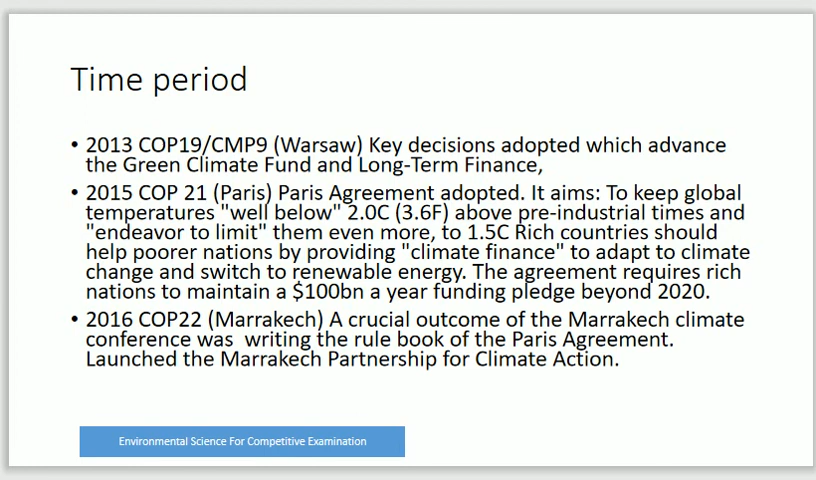 Time period
• 2013 COP19/CMP9 (Warsaw) Key decisions adopted which advance
the Green Climate Fund and Long-Term Finance,
• 2015 COP 21 (Paris) Paris Agreement adopted. It aims: To keep global
temperatures "well below" 2.0C (3.6F) above pre-industrial times and
"endeavor to limit" them even more, to 1.5C Rich countries should
help poorer nations by providing "climate finance" to adapt to climate
change and switch to renewable energy. The agreement requires rich
nations to maintain a $100bn a year funding pledge beyond 2020.
• 2016 COP22 (Marrakech) A crucial outcome of the Marrakech climate
conference was  writing the rule book of the Paris Agreement.
Launched the Marrakech Partnership for Climate Action.
Environmental Science For Competitive Examination